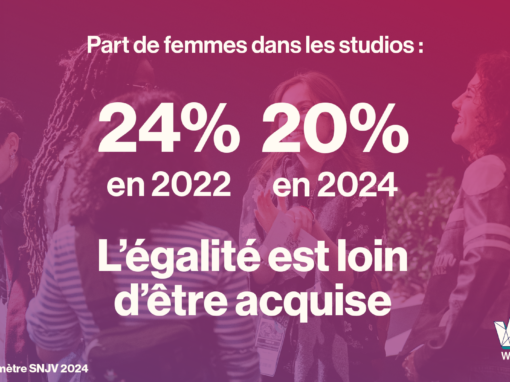 Part de femmes dans les studios :
24% 20%
en 2022 en 2024
L'égalité est loin
d'être acquise
mètre SNJV 2024
W